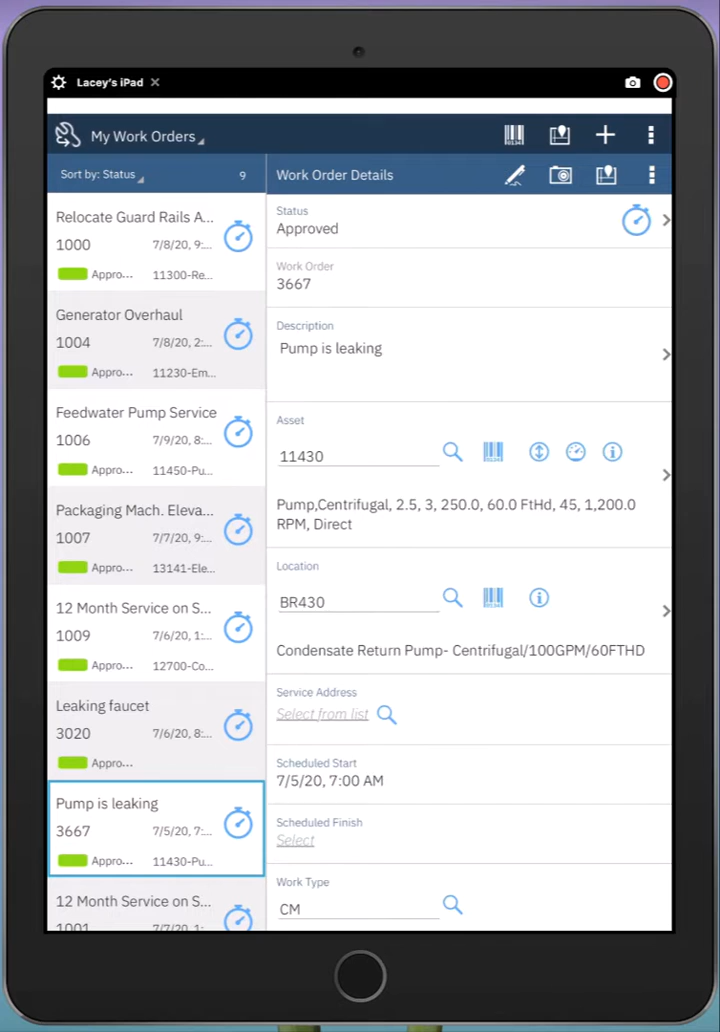 Lacey's iPad
My Work Orders
Sort by: Status 9
Relocate Guard Rails A...
1000 7/8/20, 9:...
Appro... 11300-Re...
Generator Overhaul
1004 7/8/20, 2:...
Appro... 11230-Em...
Feedwater Pump Service
1006 7/9/20, 8:...
Appro... 11450-Pu...
Packaging Mach. Eleva...
1007 7/7/20, 9:...
Appro... 13141-Ele...
12 Month Service on S...
1009 7/6/20, 1:...
Appro... 12700-Co...
Leaking faucet
3020 7/6/20, 8:...
Appro...
Pump is leaking
3667 7/5/20, 7:...
Appro... 11430-Pu...
12 Month Service on S...
1001 7/7/20, 1:...
Work Order Details
Status
Approved
Work Order
3667
Description
Pump is leaking
Asset
11430
Pump,Centrifugal, 2.5, 3, 250.0, 60.0 FtHd, 45, 1,200.0
RPM, Direct
Location
BR430
Condensate Return Pump- Centrifugal/100GPM/60FTHD
Service Address
Select from list
Scheduled Start
7/5/20, 7:00 AM
Scheduled Finish
Select
Work Type
CM